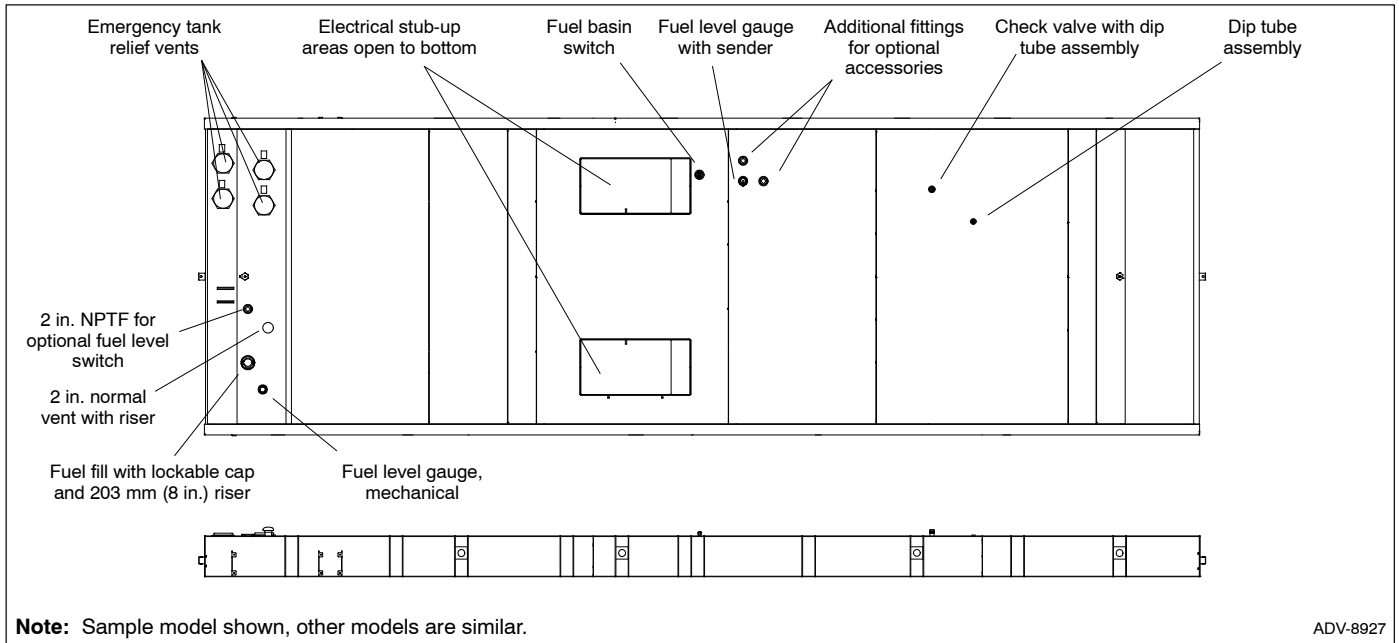 Emergency tank
relief vents
Electrical stub-up
areas open to bottom
Fuel basin
switch
Fuel level gauge
with sender
Additional fittings
for optional
accessories
Check valve with dip
tube assembly
Dip tube
assembly
2 in. NPTF for
optional fuel level
switch
2 in. normal
vent with riser
Fuel fill with lockable cap
and 203 mm (8 in.) riser
Fuel level gauge,
mechanical
Note: Sample model shown, other models are similar.
ADV-8927